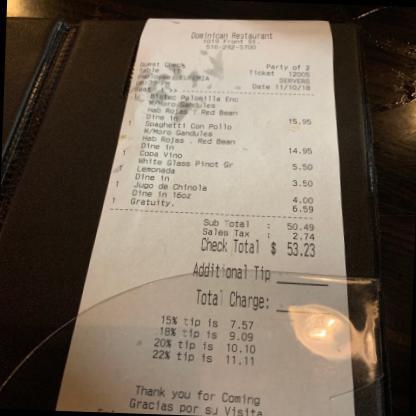 Dominican Restaurant
1019 Front St.
516-292-5700
Guest Check Party of 2
Table 11 Ticket 12005
SERVERS
Date 11/10/18
Seat >>
1 Bistec Palomilla Enc 15.95
W/Moro Gandules
Hab Rojas . Red Bean
Dine in
1 Spaghetti Con Pollo 14.95
W/Moro Gandules
Hab Rojas . Red Bean
Dine in
1 Copa Vino 5.50
White Glass Pinot Gr
1 Lemonada 3.50
Dine in
1 Jugo de Chinola 4.00
Dine in 16oz
1 Gratuity. 6.59
Sub Total : 50.49
Sales Tax : 2.74
Check Total $ 53.23
Additional Tip
Total Charge:
15% tip is 7.57
18% tip is 9.09
20% tip is 10.10
22% tip is 11.11
Thank you for Coming
Gracias por su Visita